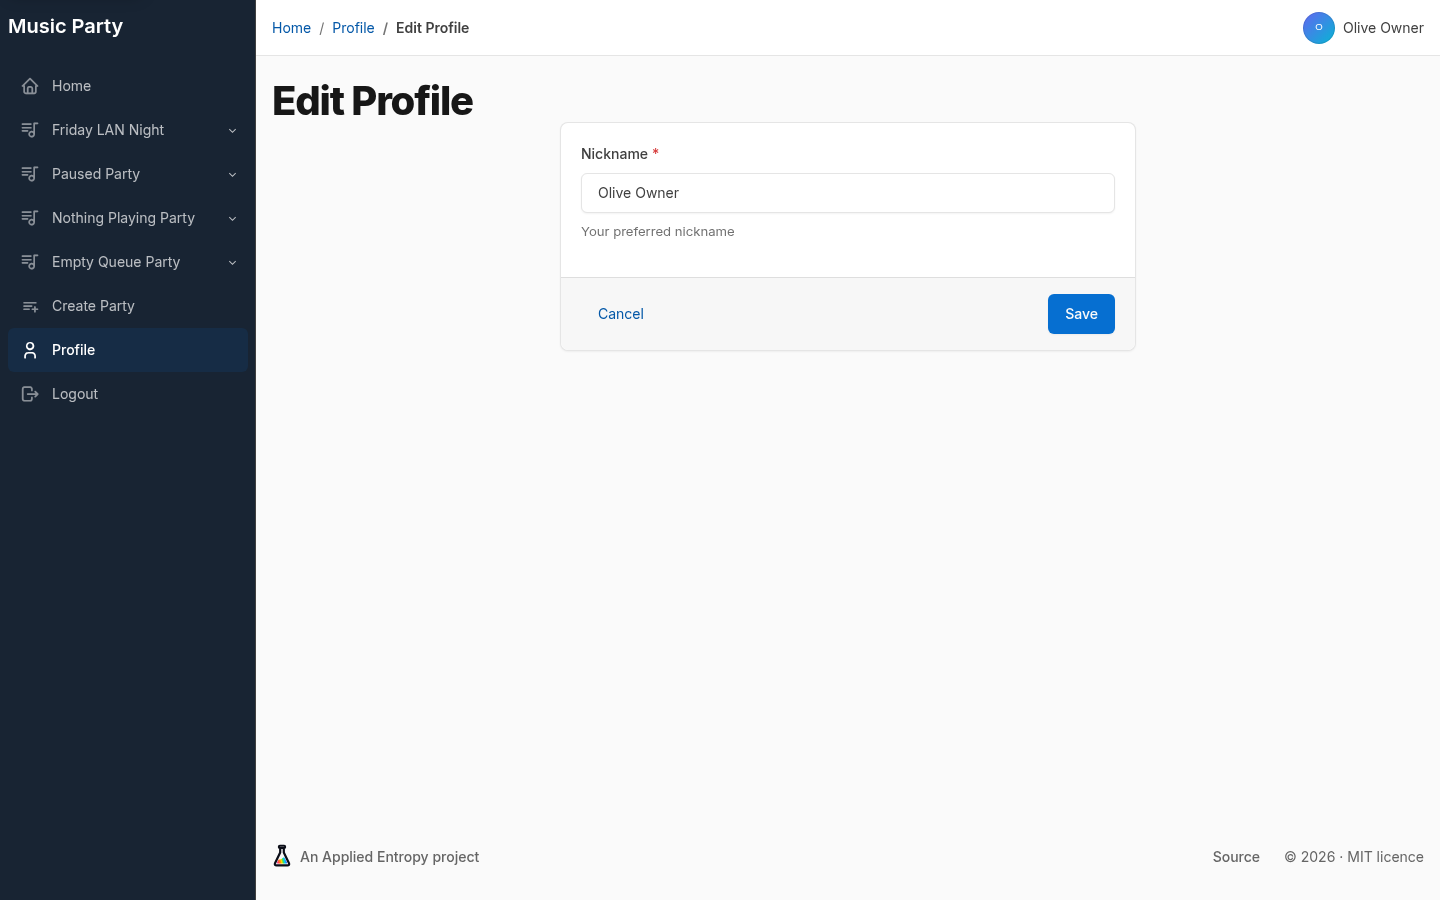 Music Party
Home
Friday LAN Night
Paused Party
Nothing Playing Party
Empty Queue Party
Create Party
Profile
Logout
Home / Profile / Edit Profile
O Olive Owner
Edit Profile
Nickname *
Olive Owner
Your preferred nickname
Cancel
Save
An Applied Entropy project
Source
© 2026 · MIT licence